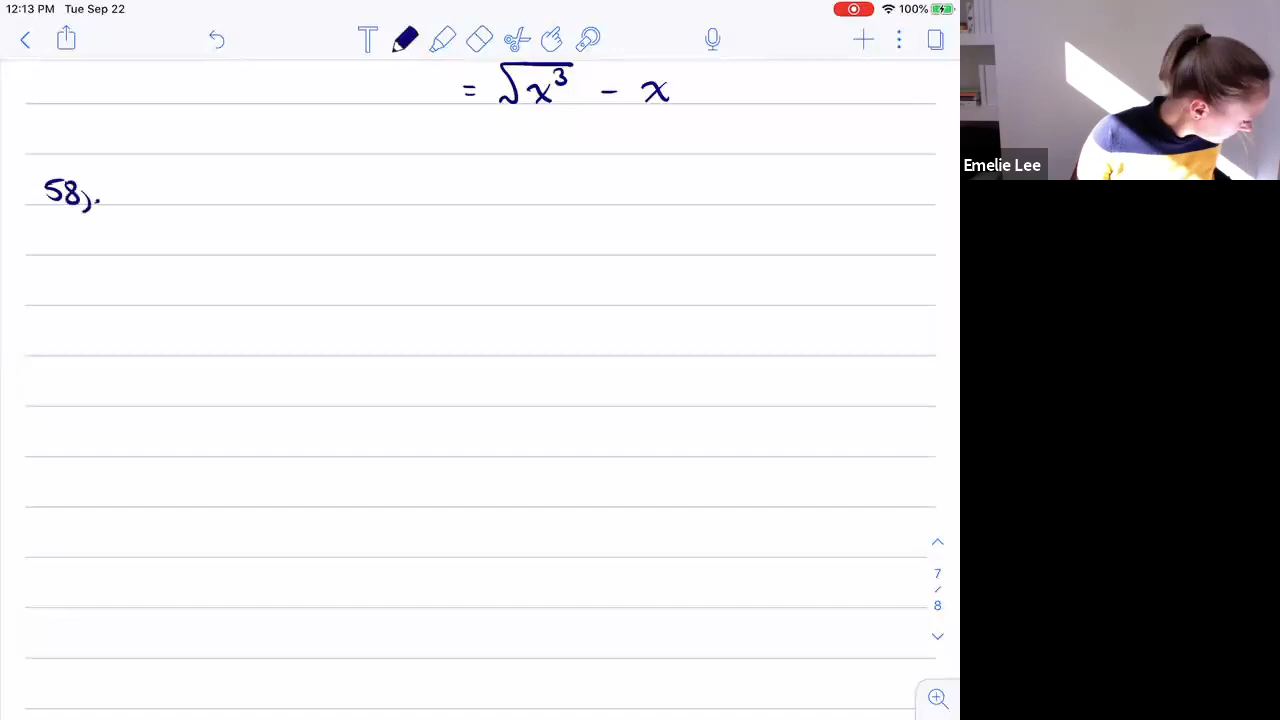 12:13 PM Tue Sep 22
100%
T
= √x³ - x
58).
Emelie Lee
7
/
8